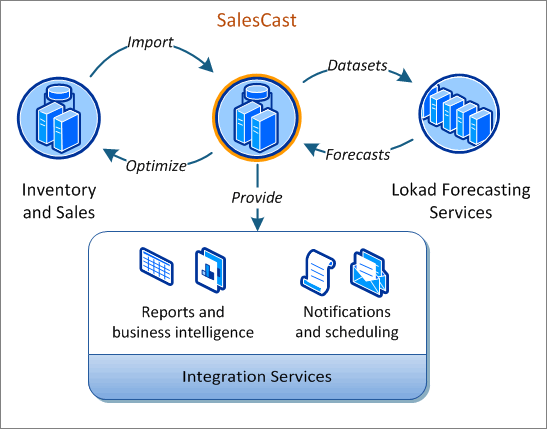 SalesCast
Import
Datasets
Optimize
Forecasts
Inventory
and Sales
Provide
Lokad Forecasting
Services
Reports and
business intelligence
Notifications
and scheduling
Integration Services